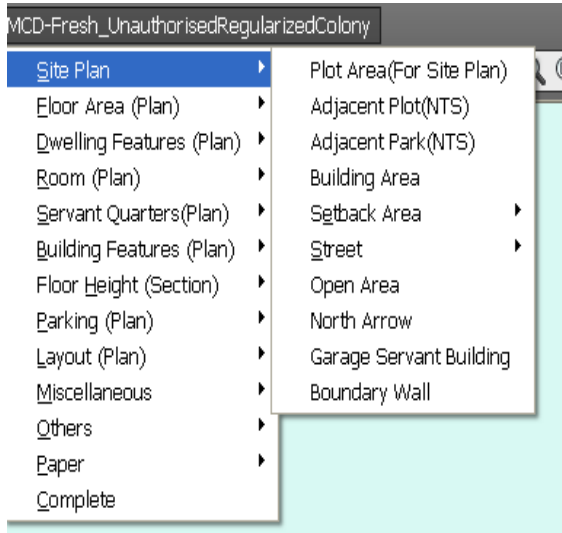 MCD-Fresh_UnauthorisedRegularizedColony
Site Plan
Floor Area (Plan)
Dwelling Features (Plan)
Room (Plan)
Servant Quarters(Plan)
Building Features (Plan)
Floor Height (Section)
Parking (Plan)
Layout (Plan)
Miscellaneous
Others
Paper
Complete
Plot Area(For Site Plan)
Adjacent Plot(NTS)
Adjacent Park(NTS)
Building Area
Setback Area
Street
Open Area
North Arrow
Garage Servant Building
Boundary Wall